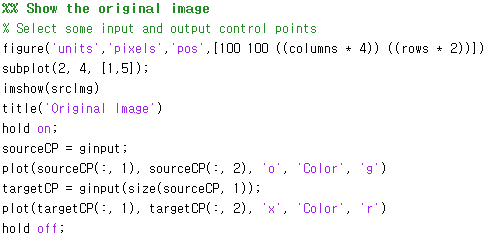 %% Show the original image
% Select some input and output control points
figure('units','pixels','pos',[100 100 ((columns * 4)) ((rows * 2))])
subplot(2, 4, [1,5]);
imshow(srcImg)
title('Original Image')
hold on;
sourceCP = ginput;
plot(sourceCP(:, 1), sourceCP(:, 2), 'o', 'Color', 'g')
targetCP = ginput(size(sourceCP, 1));
plot(targetCP(:, 1), targetCP(:, 2), 'x', 'Color', 'r')
hold off;